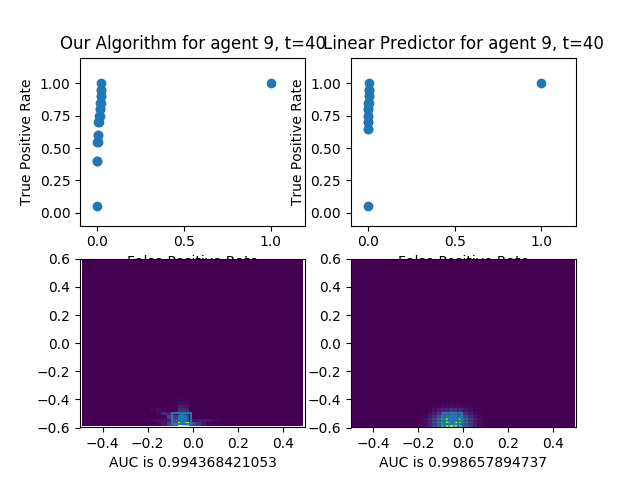 Our Algorithm for agent 9, t=40
Linear Predictor for agent 9, t=40
True Positive Rate
1.00
0.75
0.50
0.25
0.00
0.0 0.5 1.0
False Positive Rate
True Positive Rate
1.00
0.75
0.50
0.25
0.00
0.0 0.5 1.0
False Positive Rate
0.6
0.4
0.2
0.0
−0.2
−0.4
−0.6
−0.4 −0.2 0.0 0.2 0.4
AUC is 0.994368421053
0.6
0.4
0.2
0.0
−0.2
−0.4
−0.6
−0.4 −0.2 0.0 0.2 0.4
AUC is 0.998657894737